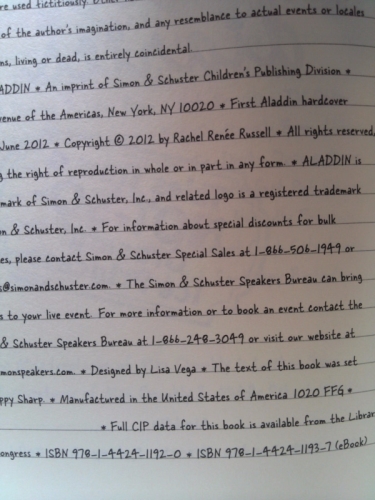 re used fictitiously. Other
of the author's imagination, and any resemblance to actual events or locales
ns, living or dead, is entirely coincidental.
ADDIN * An imprint of Simon & Schuster Children's Publishing Division *
enue of the Americas, New York, NY 10020 * First Aladdin hardcover
June 2012 * Copyright © 2012 by Rachel Renée Russell * All rights reserved,
g the right of reproduction in whole or in part in any form. * ALADDIN is
mark of Simon & Schuster, Inc., and related logo is a registered trademark
n & Schuster, Inc. * For information about special discounts for bulk
es, please contact Simon & Schuster Special Sales at 1-866-506-1949 or
s@simonandschuster.com. * The Simon & Schuster Speakers Bureau can bring
s to your live event. For more information or to book an event contact the
& Schuster Speakers Bureau at 1-866-248-3049 or visit our website at
monspeakers.com. * Designed by Lisa Vega * The text of this book was set
ppy Sharp. * Manufactured in the United States of America 1020 FFG *
* Full CIP data for this book is available from the Librar
ongress * ISBN 978-1-4424-1192-0 * ISBN 978-1-4424-1193-7 (eBook)